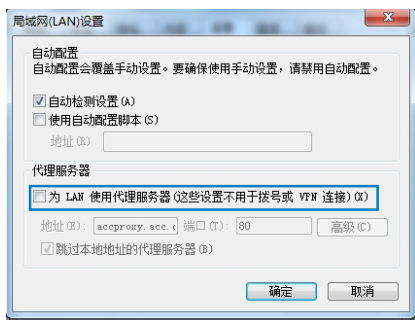 局域网(LAN)设置
自动配置
自动配置会覆盖手动设置。要确保使用手动设置，请禁用自动配置。
自动检测设置(A)
使用自动配置脚本(S)
地址(R)
代理服务器
为 LAN 使用代理服务器(这些设置不用于拨号或 VPN 连接)(X)
地址(E): accproxy.acc. 端口(T): 80 高级(C)
跳过本地地址的代理服务器(B)
确定 取消